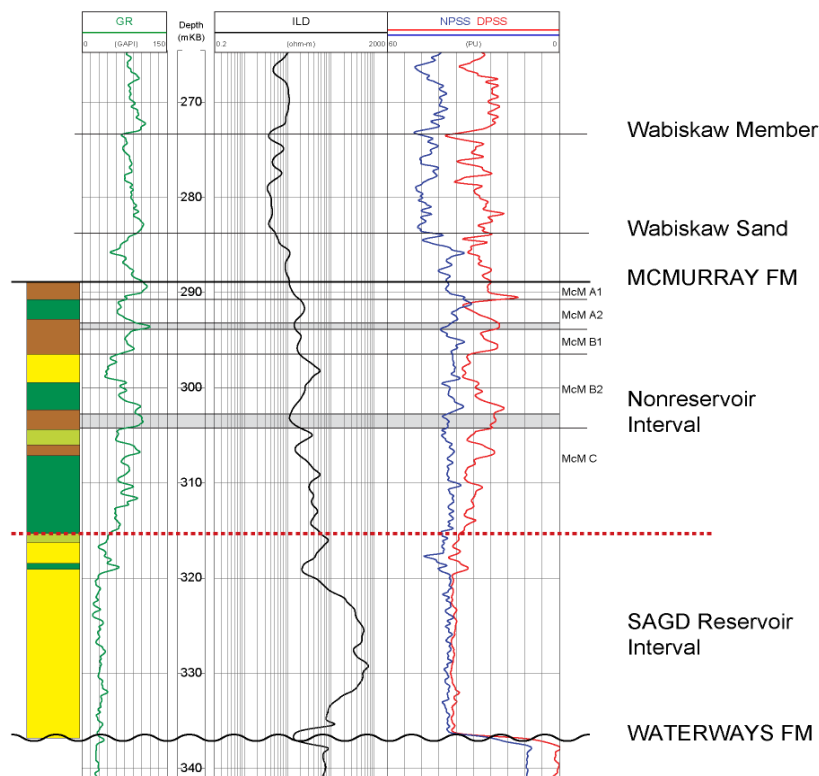 GR Depth ILD NPSS DPSS
(mKB)
0 (GAPI) 150 0.2 (ohm-m) 2000 60 (PU) 0
270
Wabiskaw Member
280
Wabiskaw Sand
MCMURRAY FM
290 McM A1
McM A2
McM B1
300 McM B2
Nonreservoir
Interval
McM C
310
320
SAGD Reservoir
Interval
330
WATERWAYS FM
340